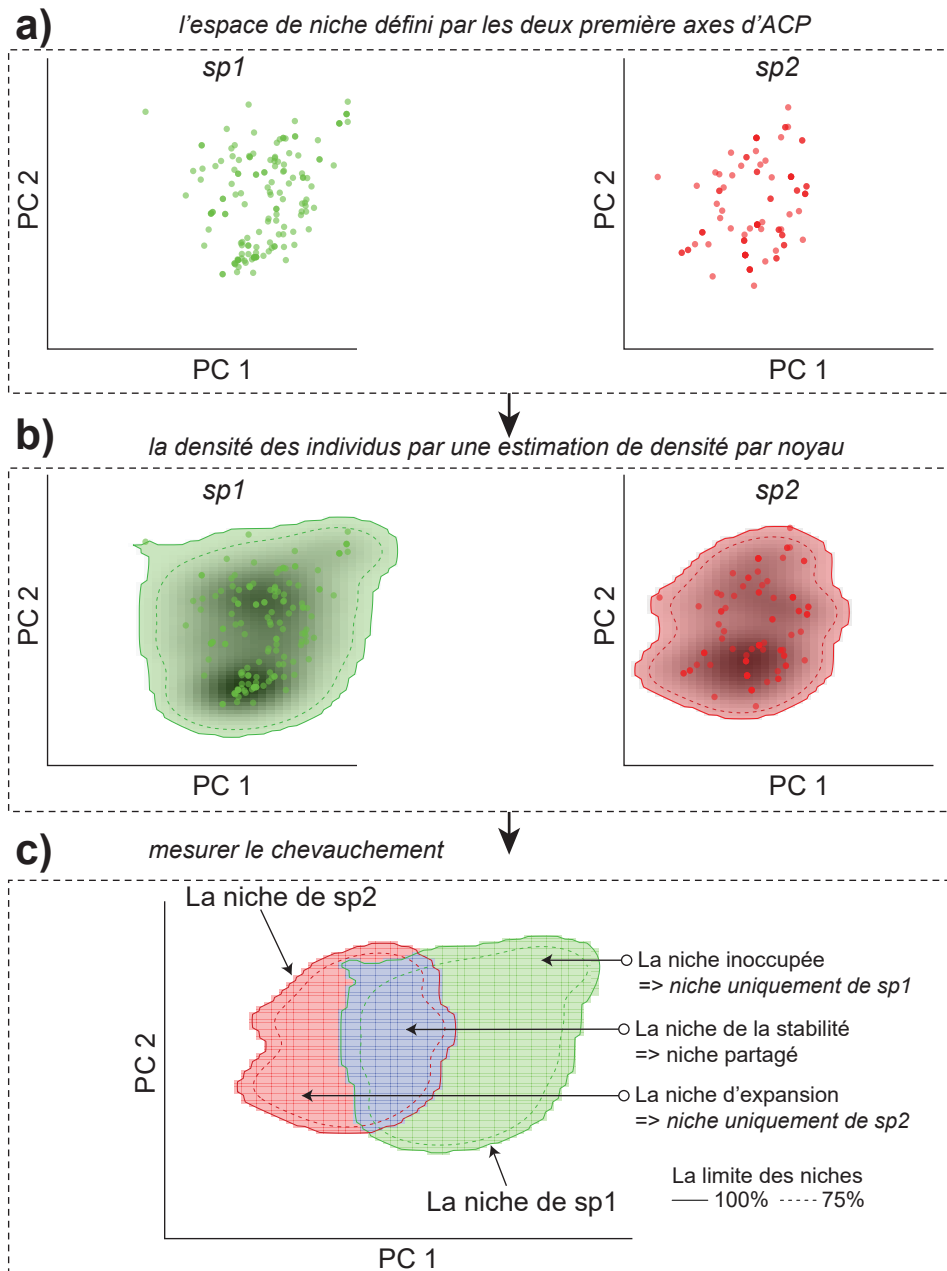 a)
l'espace de niche défini par les deux première axes d'ACP
sp1
sp2
PC 2
PC 2
PC 1
PC 1
b)
la densité des individus par une estimation de densité par noyau
sp1
sp2
PC 2
PC 2
PC 1
PC 1
c)
mesurer le chevauchement
La niche de sp2
La niche inoccupée
=> niche uniquement de sp1
La niche de la stabilité
=> niche partagé
La niche d'expansion
=> niche uniquement de sp2
PC 2
La niche de sp1
La limite des niches
100% 75%
PC 1